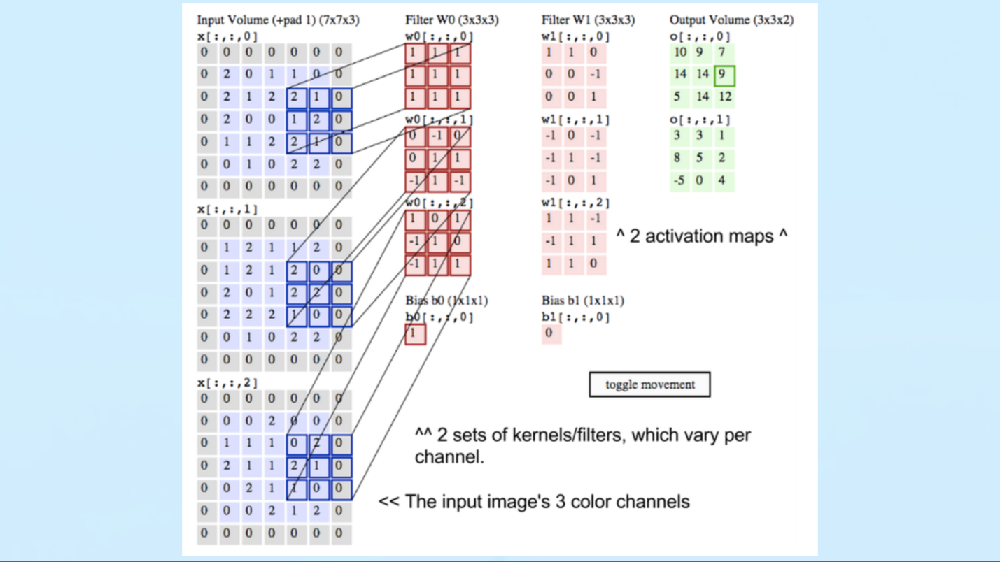 Input Volume (+pad 1) (7x7x3)
x[:,:,0]
0 0 0 0 0 0 0
0 2 0 1 1 0 0
0 2 1 2 2 1 0
0 2 0 0 1 2 0
0 1 1 2 2 1 0
0 0 1 0 2 2 0
0 0 0 0 0 0 0
x[:,:,1]
0 0 0 0 0 0 0
0 1 2 1 1 2 0
0 1 2 1 2 0 0
0 2 0 1 2 2 0
0 2 2 2 1 0 0
0 0 1 0 2 2 0
0 0 0 0 0 0 0
x[:,:,2]
0 0 0 0 0 0 0
0 0 0 2 0 0 0
0 1 1 1 0 2 0
0 2 1 1 2 1 0
0 0 2 1 1 0 0
0 0 0 2 1 2 0
0 0 0 0 0 0 0
Filter W0 (3x3x3)
w0[:,:,0]
1 1 1
1 1 1
1 1 1
w0[:,:,1]
0 -1 0
0 1 1
-1 1 -1
w0[:,:,2]
1 0 1
-1 1 0
-1 1 1
Bias b0 (1x1x1)
b0[:,:,0]
1
Filter W1 (3x3x3)
w1[:,:,0]
1 1 0
0 0 -1
0 0 1
w1[:,:,1]
-1 0 -1
-1 1 -1
-1 0 1
w1[:,:,2]
1 1 -1
-1 1 1
1 1 0
Bias b1 (1x1x1)
b1[:,:,0]
0
Output Volume (3x3x2)
o[:,:,0]
10 9 7
14 14 9
5 14 12
o[:,:,1]
3 3 1
8 5 2
-5 0 4
^ 2 activation maps ^
toggle movement
^^ 2 sets of kernels/filters, which vary per
channel.
<< The input image's 3 color channels